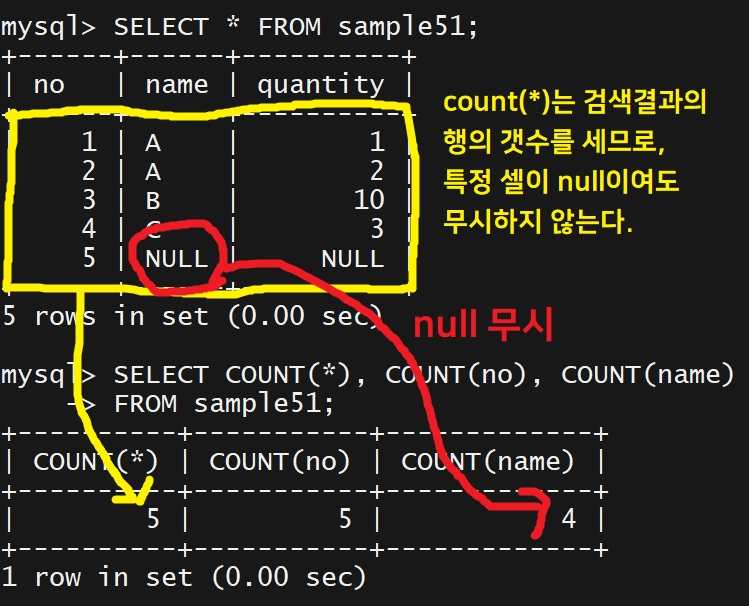 mysql> SELECT * FROM sample51;
+------+------+----------+
| no | name | quantity |
count(*)는 검색결과의
행의 갯수를 세므로,
특정 셀이 null이여도
무시하지 않는다.
| 1 | A | 1 |
| 2 | A | 2 |
| 3 | B | 10 |
| 4 | C | 3 |
| 5 | NULL | NULL |
5 rows in set (0.00 sec)
null 무시
mysql> SELECT COUNT(*), COUNT(no), COUNT(name)
-> FROM sample51;
+----------+-----------+-------------+
| COUNT(*) | COUNT(no) | COUNT(name) |
+----------+-----------+-------------+
| 5 | 5 | 4 |
+----------+-----------+-------------+
1 row in set (0.00 sec)